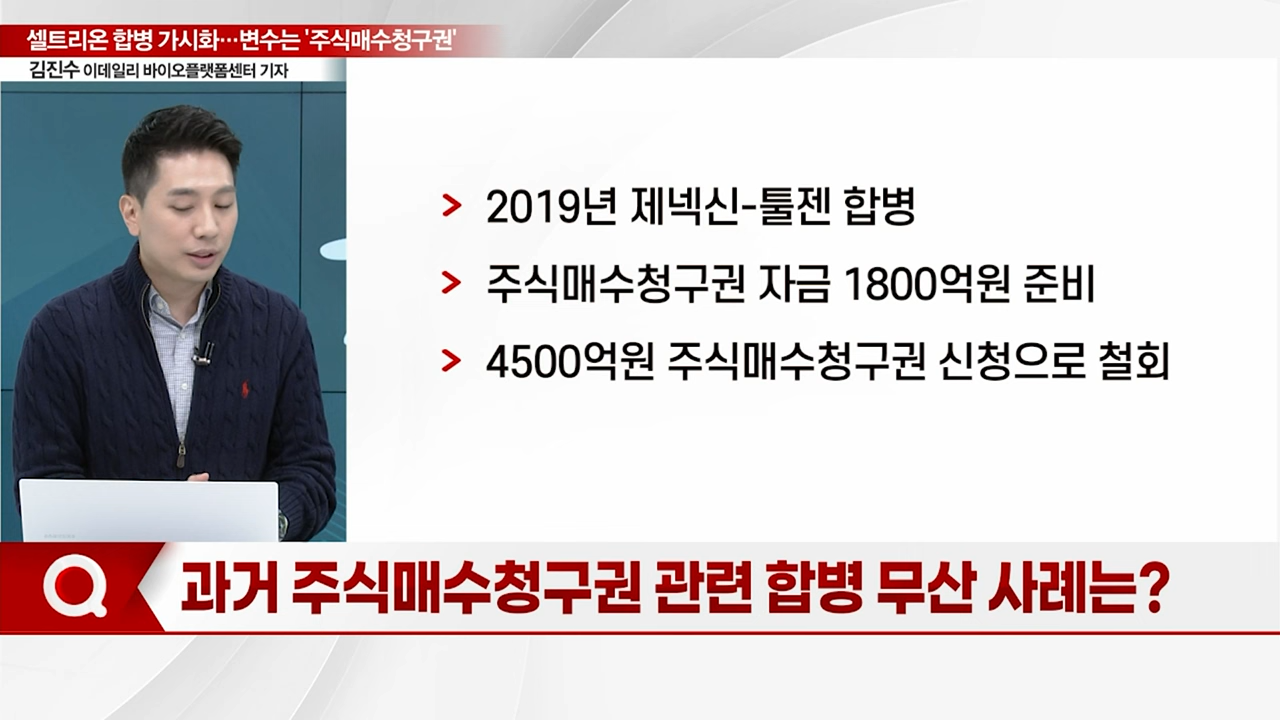 셀트리온 합병 가시화…변수는 '주식매수청구권'
김진수 이데일리 바이오플랫폼센터 기자
> 2019년 제넥신-툴젠 합병
> 주식매수청구권 자금 1800억원 준비
> 4500억원 주식매수청구권 신청으로 철회
Q 과거 주식매수청구권 관련 합병 무산 사례는?